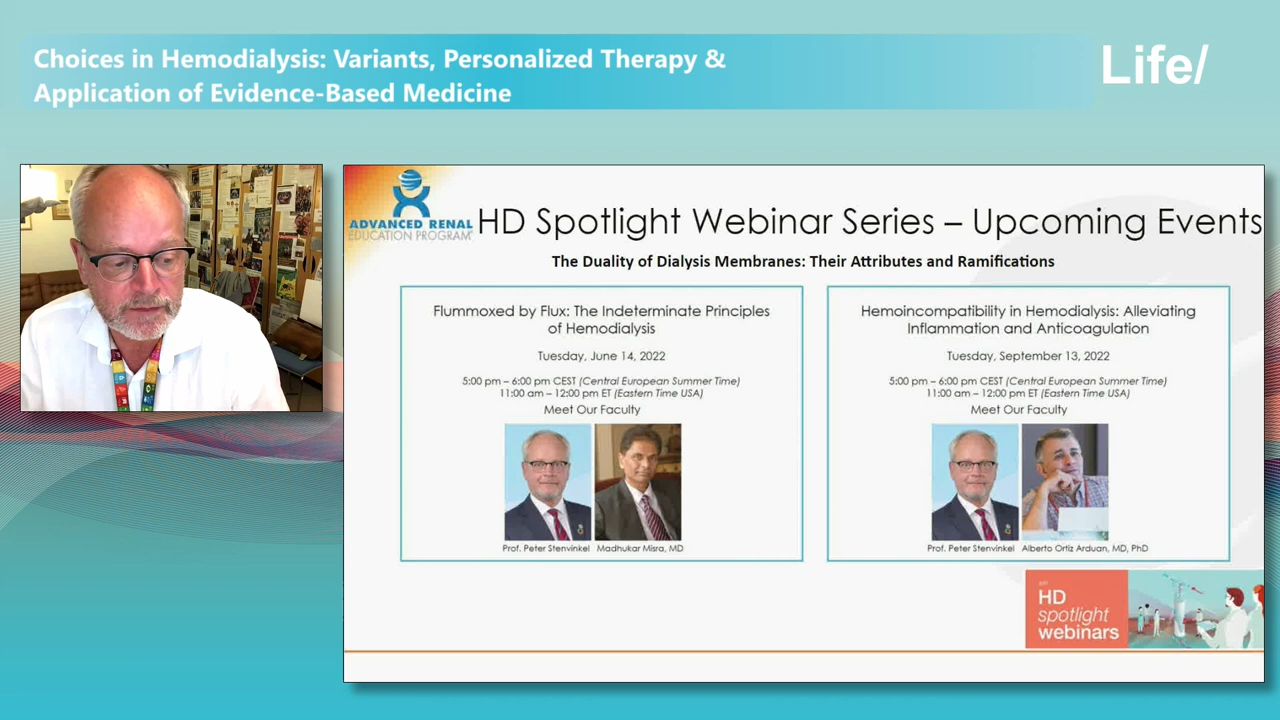 Choices in Hemodialysis: Variants, Personalized Therapy &
Application of Evidence-Based Medicine
Life/
ADVANCED RENAL
EDUCATION PROGRAM
HD Spotlight Webinar Series – Upcoming Events
The Duality of Dialysis Membranes: Their Attributes and Ramifications
Flummoxed by Flux: The Indeterminate Principles
of Hemodialysis
Tuesday, June 14, 2022
5:00 pm – 6:00 pm CEST (Central European Summer Time)
11:00 am – 12:00 pm ET (Eastern Time USA)
Meet Our Faculty
Prof. Peter Stenvinkel
Madhukar Misra, MD
Hemoincompatibility in Hemodialysis: Alleviating
Inflammation and Anticoagulation
Tuesday, September 13, 2022
5:00 pm – 6:00 pm CEST (Central European Summer Time)
11:00 am – 12:00 pm ET (Eastern Time USA)
Meet Our Faculty
Prof. Peter Stenvinkel
Alberto Ortiz Arduan, MD, PhD
HD
spotlight
webinars